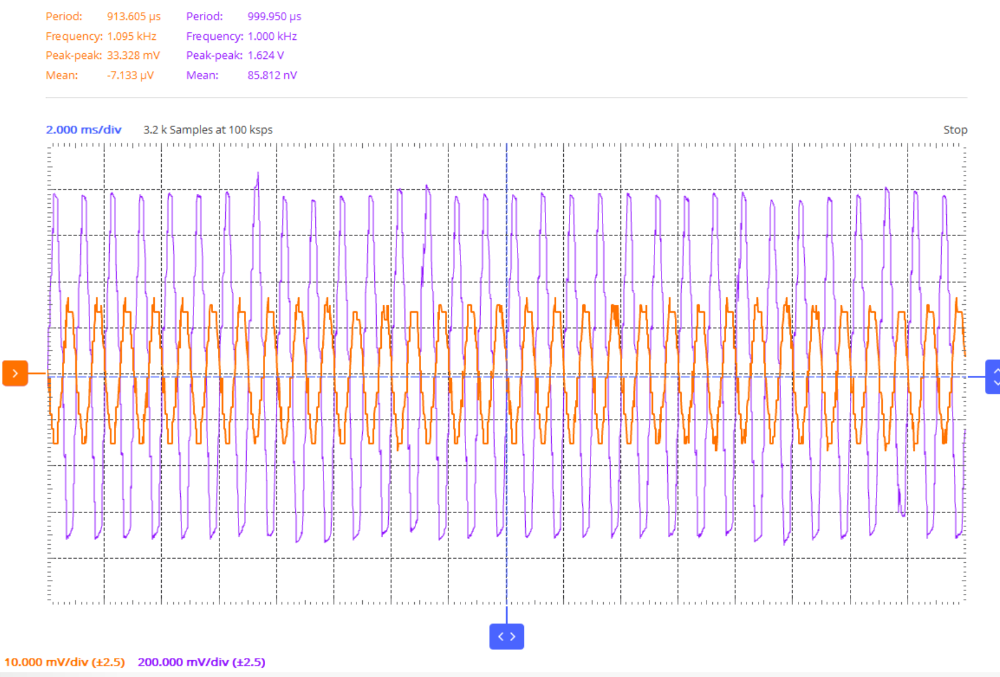 Period: 913.605 µs Period: 999.950 µs
Frequency: 1.095 kHz Frequency: 1.000 kHz
Peak-peak: 33.328 mV Peak-peak: 1.624 V
Mean: -7.133 µV Mean: 85.812 nV
2.000 ms/div 3.2 k Samples at 100 ksps Stop
10.000 mV/div (±2.5) 200.000 mV/div (±2.5)